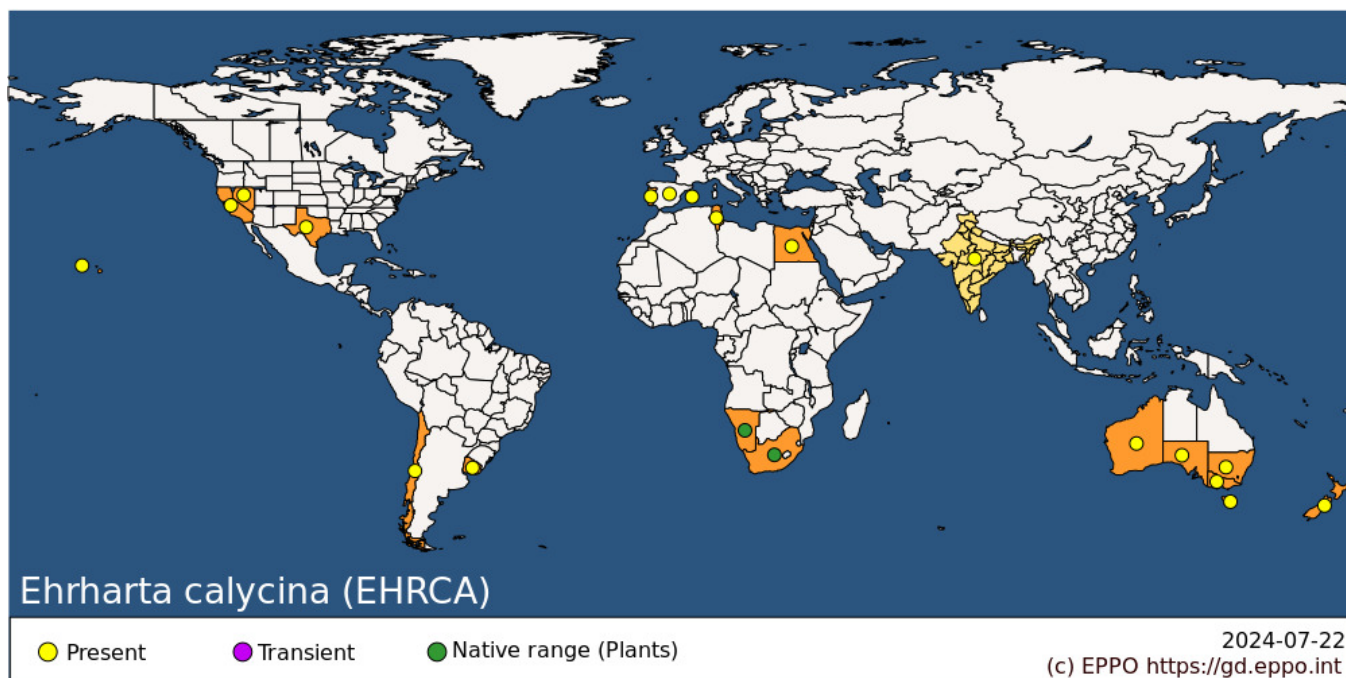 Ehrharta calycina (EHRCA)
Present
Transient
Native range (Plants)
2024-07-22
(c) EPPO https://gd.eppo.int